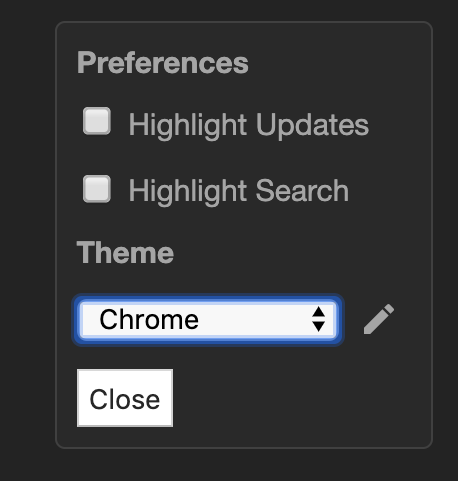 Preferences
Highlight Updates
Highlight Search
Theme
Chrome
Close